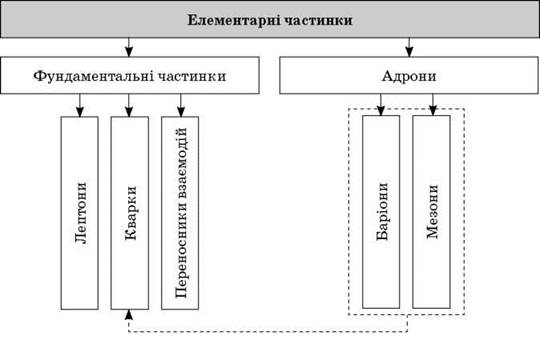 Елементарні частинки
Фундаментальні частинки
Адрони
Лептони
Кварки
Переносники взаємодій
Баріони
Мезони